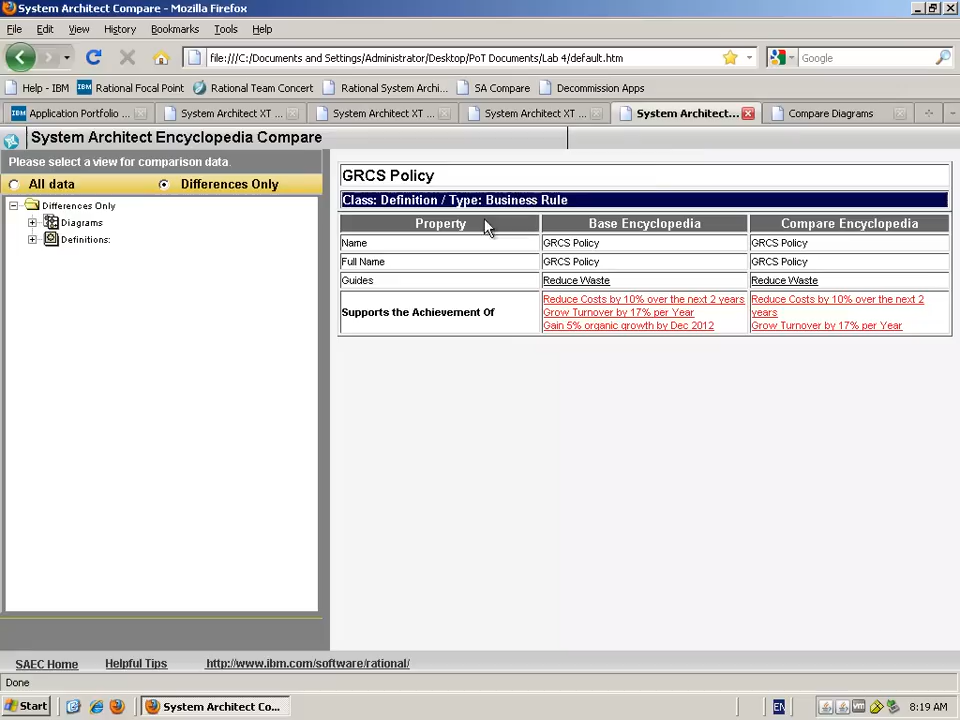 System Architect Compare - Mozilla Firefox
File Edit View History Bookmarks Tools Help
file:///C:/Documents and Settings/Administrator/Desktop/PoT Documents/Lab 4/default.htm
Google
Help - IBM IBM Rational Focal Point Rational Team Concert Rational System Archi... SA Compare Decommission Apps
IBM Application Portfolio ... System Architect XT ... System Architect XT ... System Architect XT ... System Architect... Compare Diagrams
System Architect Encyclopedia Compare
Please select a view for comparison data.
All data Differences Only
Differences Only
Diagrams
Definitions:
GRCS Policy
Class: Definition / Type: Business Rule
Property Base Encyclopedia Compare Encyclopedia
Name GRCS Policy GRCS Policy
Full Name GRCS Policy GRCS Policy
Guides Reduce Waste Reduce Waste
Supports the Achievement Of
Reduce Costs by 10% over the next 2 years
Grow Turnover by 17% per Year
Gain 5% organic growth by Dec 2012
Reduce Costs by 10% over the next 2
years
Grow Turnover by 17% per Year
SAEC Home Helpful Tips http://www.ibm.com/software/rational/
Done
Start System Architect Co... EN 8:19 AM